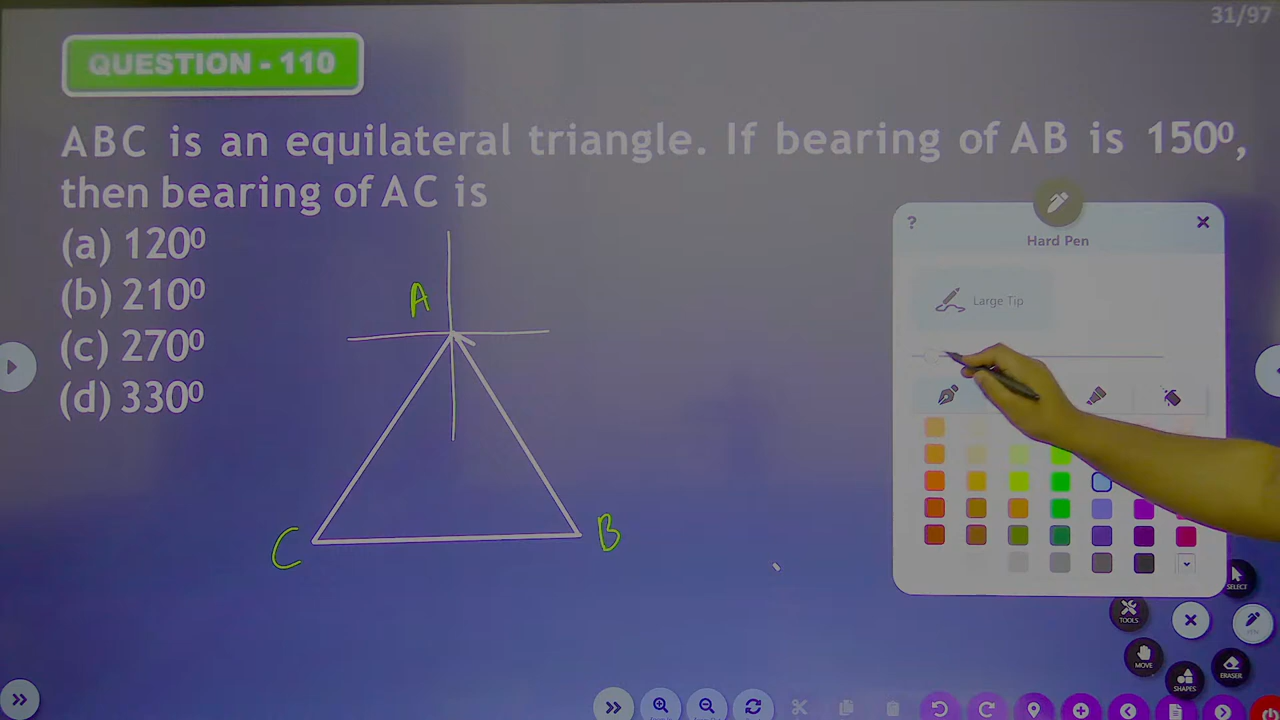 31/97
QUESTION - 110
ABC is an equilateral triangle. If bearing of AB is 150⁰,
then bearing of AC is
(a) 120⁰
(b) 210⁰
(c) 270⁰
(d) 330⁰
A
C
B
?
Hard Pen
Large Tip
SELECT
TOOLS
PEN
MOVE
SHAPES
ERASER